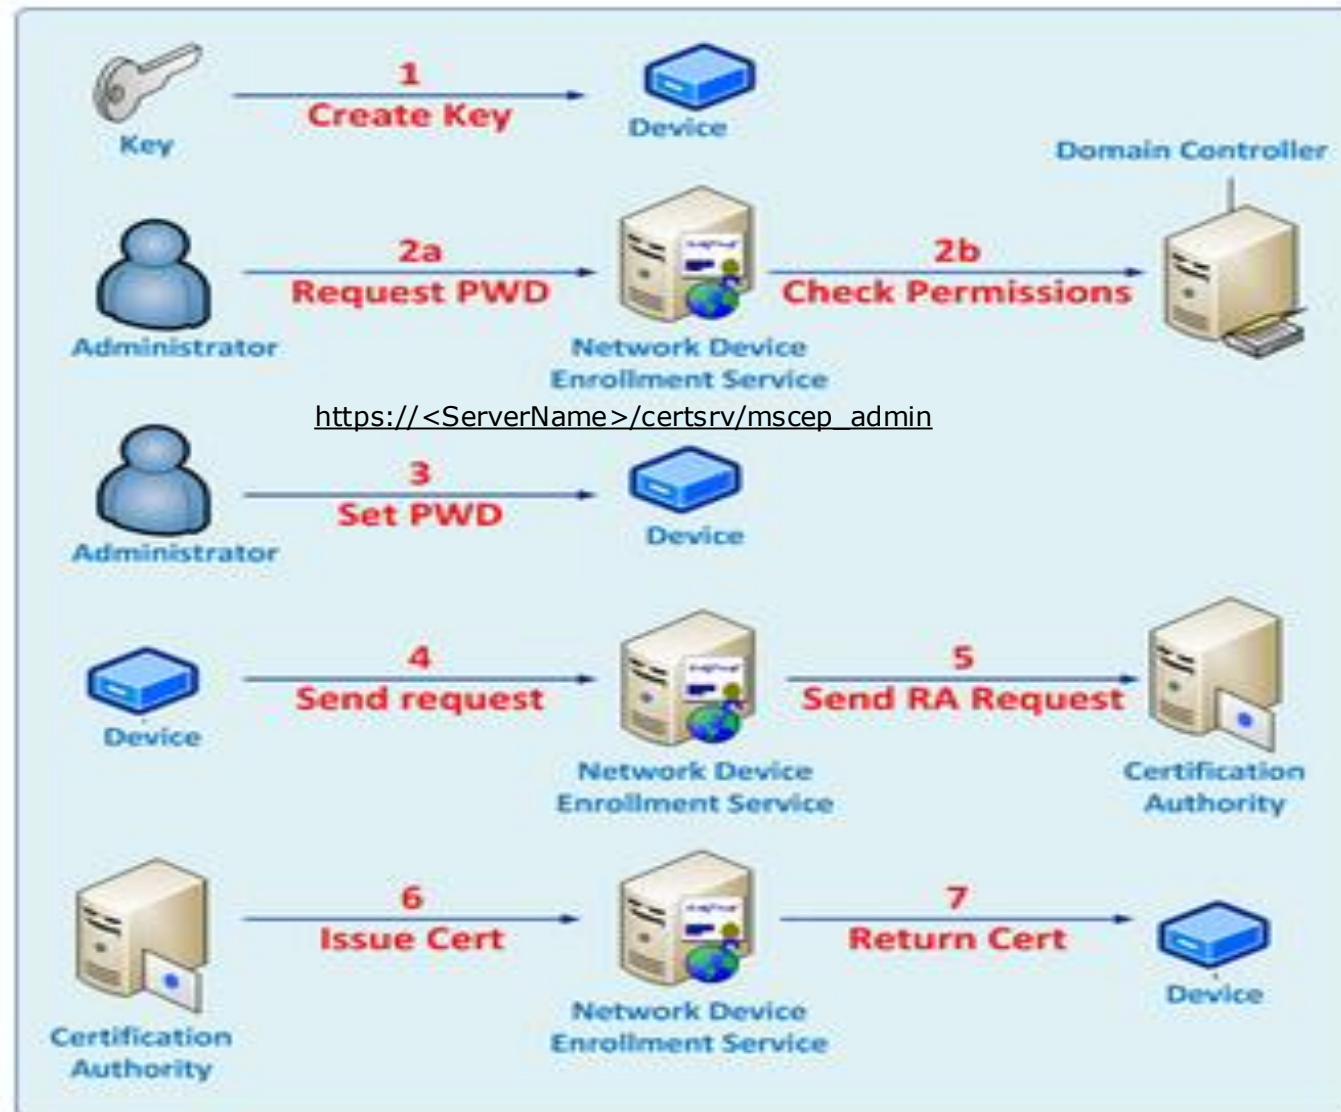 1
Create Key
Key
Device
Domain Controller
2a
Request PWD
2b
Check Permissions
Administrator
Network Device
Enrollment Service
https://<ServerName>/certsrv/mscep_admin
3
Set PWD
Administrator
Device
4
Send request
5
Send RA Request
Device
Network Device
Enrollment Service
Certification
Authority
6
Issue Cert
7
Return Cert
Certification
Authority
Network Device
Enrollment Service
Device